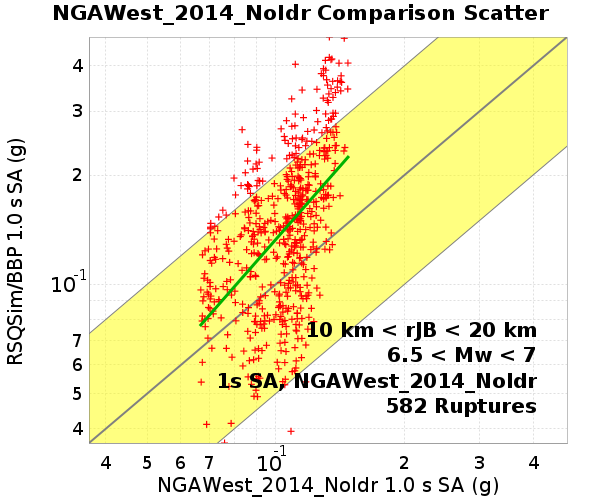 NGAWest_2014_NoIdr Comparison Scatter
RSQSim/BBP 1.0 s SA (g)
4
3
2
10-1
7
6
5
4
10 km < rJB < 20 km
6.5 < Mw < 7
1s SA, NGAWest_2014_NoIdr
582 Ruptures
4 5 6 7 10-1 2 3 4
NGAWest_2014_NoIdr 1.0 s SA (g)